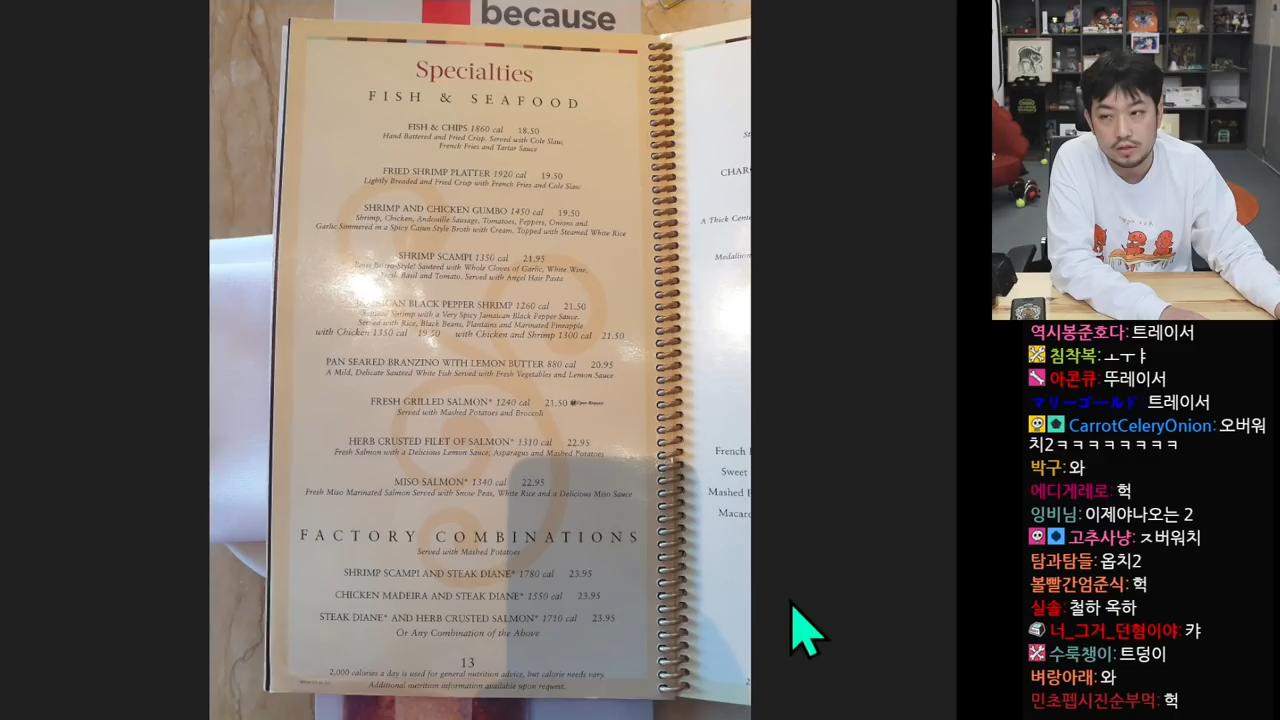 because
Specialties
FISH & SEAFOOD
FISH & CHIPS 1860 cal 18.50
Hand Battered and Fried Crisp. Served with Cole Slaw,
French Fries and Tartar Sauce
FRIED SHRIMP PLATTER 1920 cal 19.50
Lightly Breaded and Fried Crisp with French Fries and Cole Slaw
SHRIMP AND CHICKEN GUMBO 1450 cal 19.50
Shrimp, Chicken, Andouille Sausage, Tomatoes, Peppers, Onions and
Garlic Simmered in a Spicy Cajun Style Broth with Cream. Topped with Steamed White Rice
SHRIMP SCAMPI 1350 cal 21.95
Bistro-Style! Sautéed with Whole Cloves of Garlic, White Wine,
Fresh Basil and Tomato. Served with Angel Hair Pasta
BLACK PEPPER SHRIMP 1260 cal 21.50
Shrimp with a Very Spicy Jamaican Black Pepper Sauce.
Served with Rice, Black Beans, Plantains and Marinated Pineapple
with Chicken 1350 cal 19.50 with Chicken and Shrimp 1300 cal 21.50
PAN SEARED BRANZINO WITH LEMON BUTTER 880 cal 20.95
A Mild, Delicate Sautéed White Fish Served with Fresh Vegetables and Lemon Sauce
FRESH GRILLED SALMON* 1240 cal 21.50 Upon Request
Served with Mashed Potatoes and Broccoli
HERB CRUSTED FILET OF SALMON* 1310 cal 22.95
Fresh Salmon with a Delicious Lemon Sauce, Asparagus and Mashed Potatoes
MISO SALMON* 1340 cal 22.95
Fresh Miso Marinated Salmon Served with Snow Peas, White Rice and a Delicious Miso Sauce
FACTORY COMBINATIONS
Served with Mashed Potatoes
SHRIMP SCAMPI AND STEAK DIANE* 1780 cal 23.95
CHICKEN MADEIRA AND STEAK DIANE* 1550 cal 23.95
STEAK DIANE* AND HERB CRUSTED SALMON* 1710 cal 23.95
Or Any Combination of the Above
13
2,000 calories a day is used for general nutrition advice, but calorie needs vary.
Additional nutrition information available upon request.
CHAR
A Thick Cente
Medallion
French F
Sweet
Mashed P
Macaro
2
역시봉준호다: 트레이서
침착복: ㅗㅜㅑ
아콘큐: 뚜레이서
マリーゴールド: 트레이서
CarrotCeleryOnion: 오버워
치2ㅋㅋㅋㅋㅋㅋㅋㅋ
박구: 와
에디게레로: 헉
잉비님: 이제야나오는 2
고추사냥: ㅈ버워치
탐과탐들: 옵치2
볼빨간엄준식: 헉
실솔: 철하 옥하
너_그거_던혐이야: 캬
수룩챙이: 트덩이
벼랑아래: 와
민초펩시진순부먹: 헉